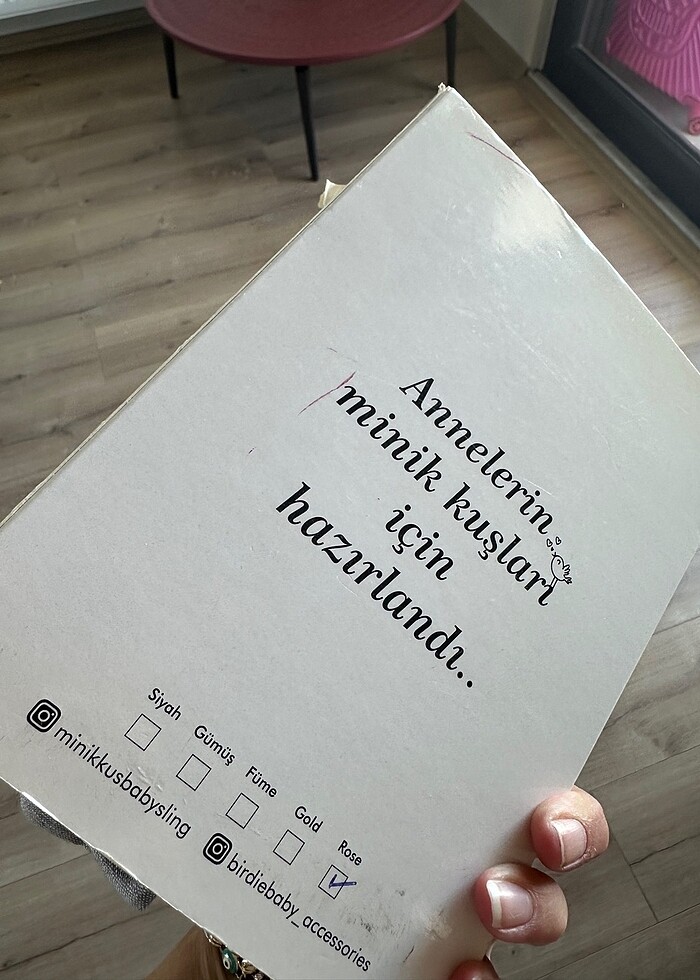 Annelerin
minik kuşları
için
hazırlandı..
Siyah Gümüş Füme Gold Rose
minikkusbabysling birdiebaby_accessories